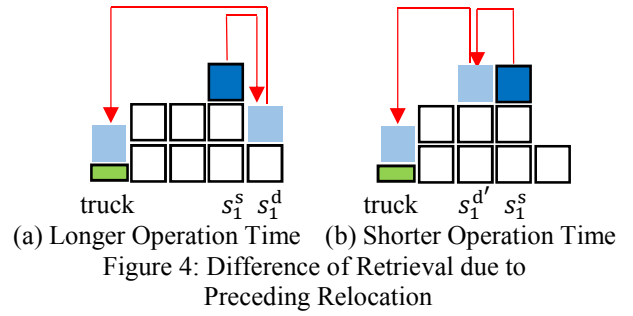 truck s₁ˢ s₁ᵈ truck s₁ᵈ′ s₁ˢ
(a) Longer Operation Time (b) Shorter Operation Time
Figure 4: Difference of Retrieval due to
Preceding Relocation